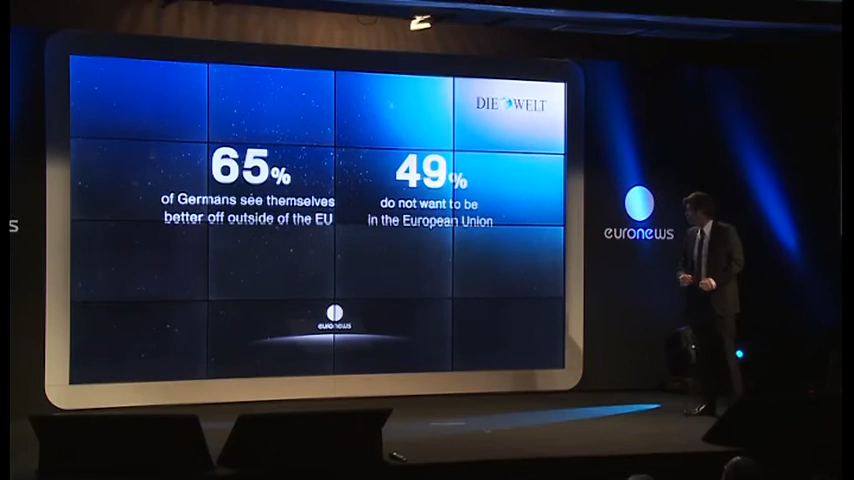 DIE WELT
65%
of Germans see themselves
better off outside of the EU
49%
do not want to be
in the European Union
euronews
euronews
s